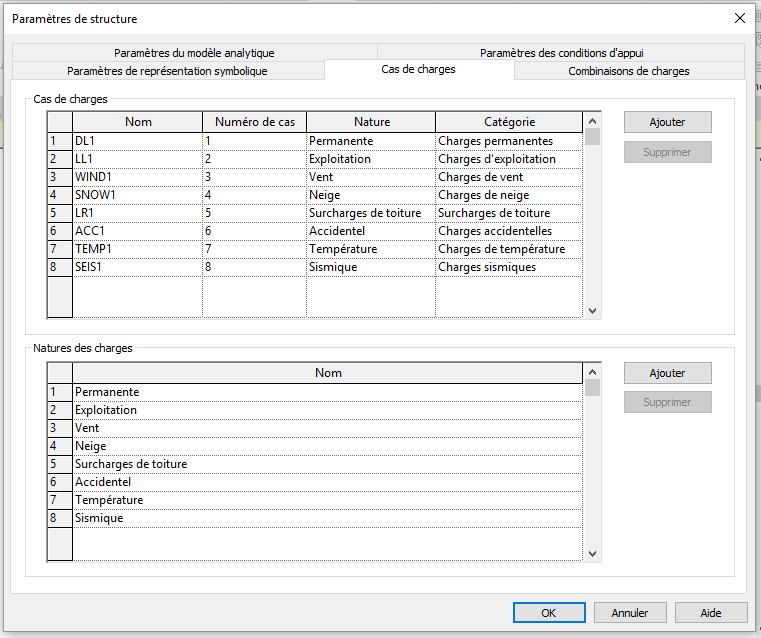 Paramètres de structure
Paramètres du modèle analytique Paramètres des conditions d'appui
Paramètres de représentation symbolique Cas de charges Combinaisons de charges
Cas de charges
Nom Numéro de cas Nature Catégorie Ajouter
1 DL1 1 Permanente Charges permanentes
2 LL1 2 Exploitation Charges d'exploitation Supprimer
3 WIND1 3 Vent Charges de vent
4 SNOW1 4 Neige Charges de neige
5 LR1 5 Surcharges de toiture Surcharges de toiture
6 ACC1 6 Accidentel Charges accidentelles
7 TEMP1 7 Température Charges de température
8 SEIS1 8 Sismique Charges sismiques
Natures des charges
Nom Ajouter
1 Permanente
2 Exploitation Supprimer
3 Vent
4 Neige
5 Surcharges de toiture
6 Accidentel
7 Température
8 Sismique
OK Annuler Aide